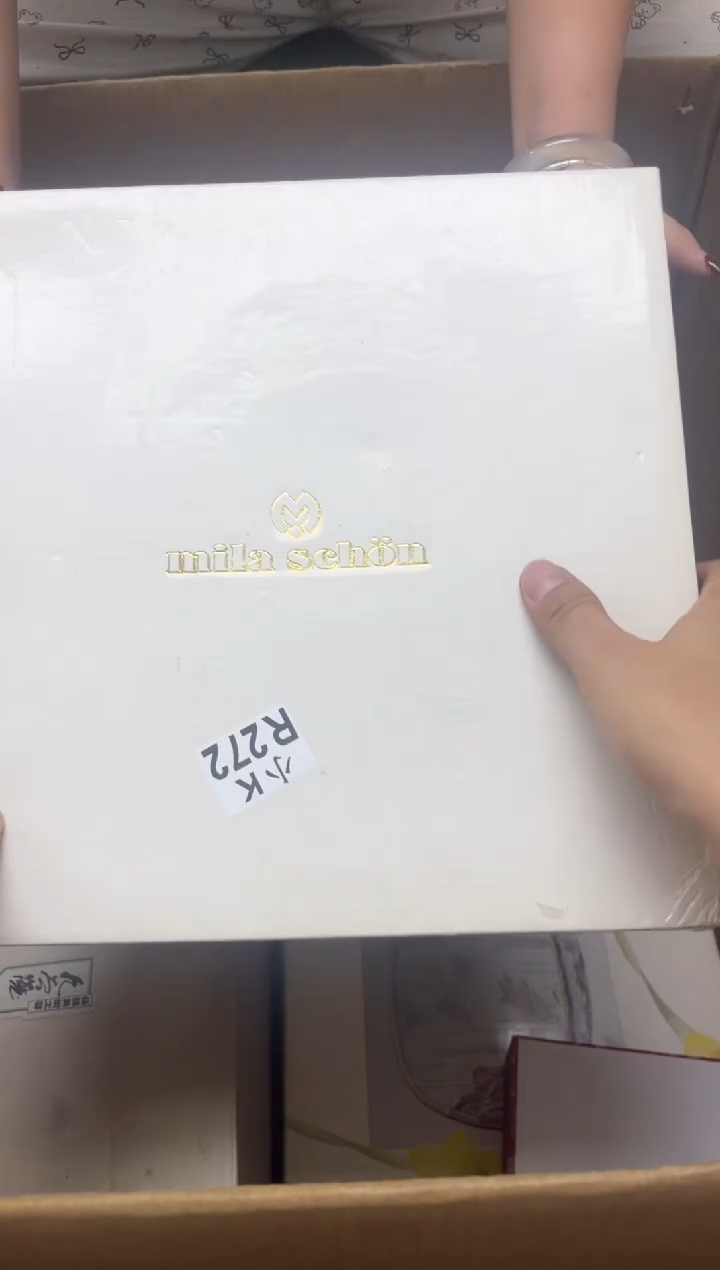 mila schön
小K
R272